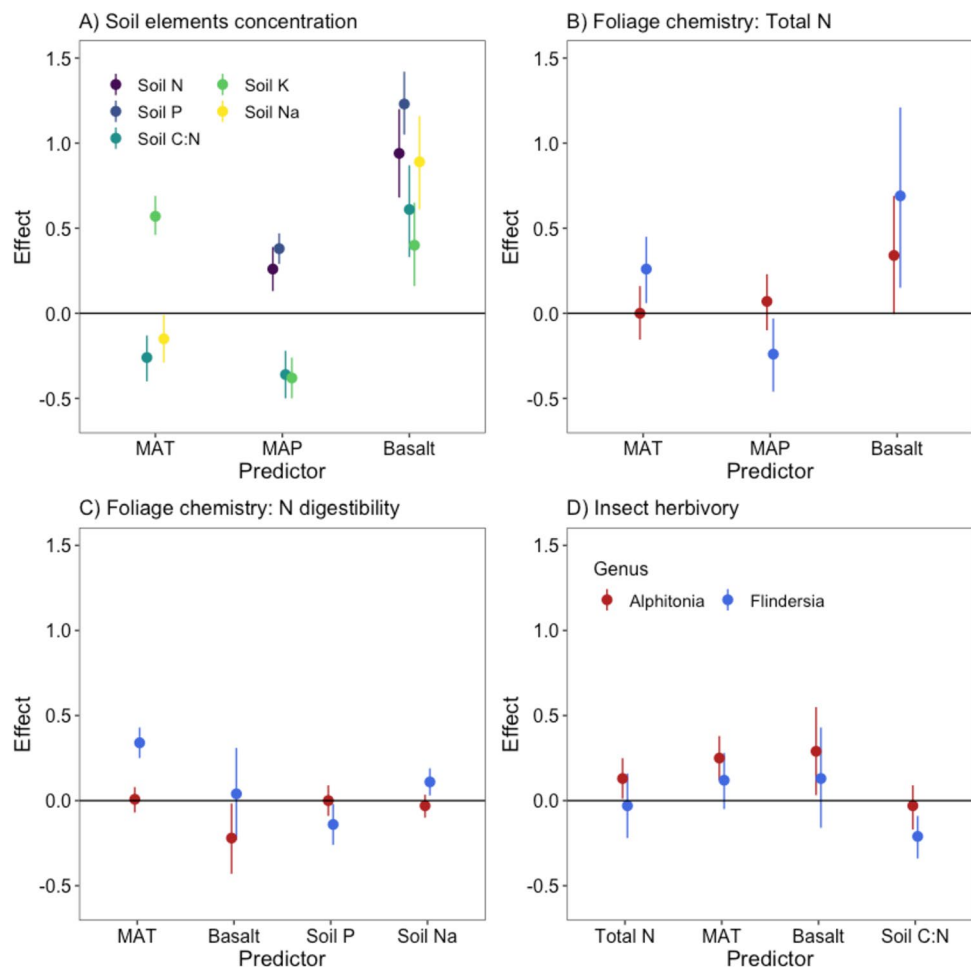 A) Soil elements concentration
Soil N
Soil K
Soil P
Soil Na
Soil C:N
1.5
1.0
0.5
0.0
-0.5
Effect
MAT
MAP
Basalt
Predictor
B) Foliage chemistry: Total N
1.5
1.0
0.5
0.0
-0.5
Effect
MAT
MAP
Basalt
Predictor
C) Foliage chemistry: N digestibility
1.5
1.0
0.5
0.0
-0.5
Effect
MAT
Basalt
Soil P
Soil Na
Predictor
D) Insect herbivory
Genus
Alphitonia
Flindersia
1.5
1.0
0.5
0.0
-0.5
Effect
Total N
MAT
Basalt
Soil C:N
Predictor